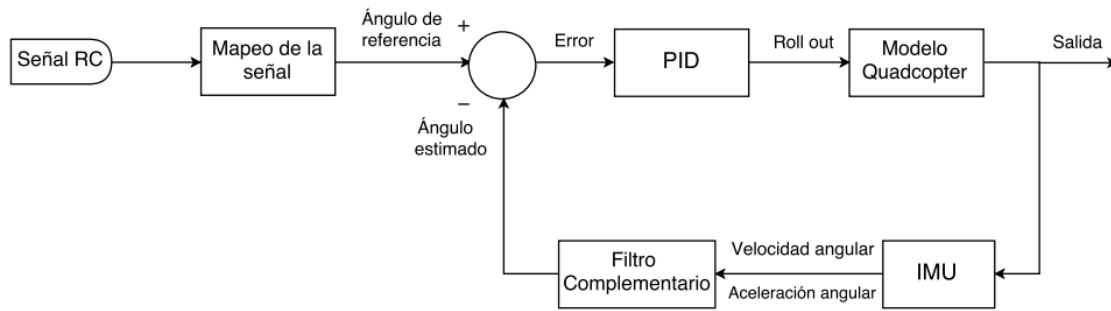 Señal RC
Mapeo de la
señal
Ángulo de
referencia
+
−
Ángulo
estimado
Error
PID
Roll out
Modelo
Quadcopter
Salida
Filtro
Complementario
Velocidad angular
Aceleración angular
IMU